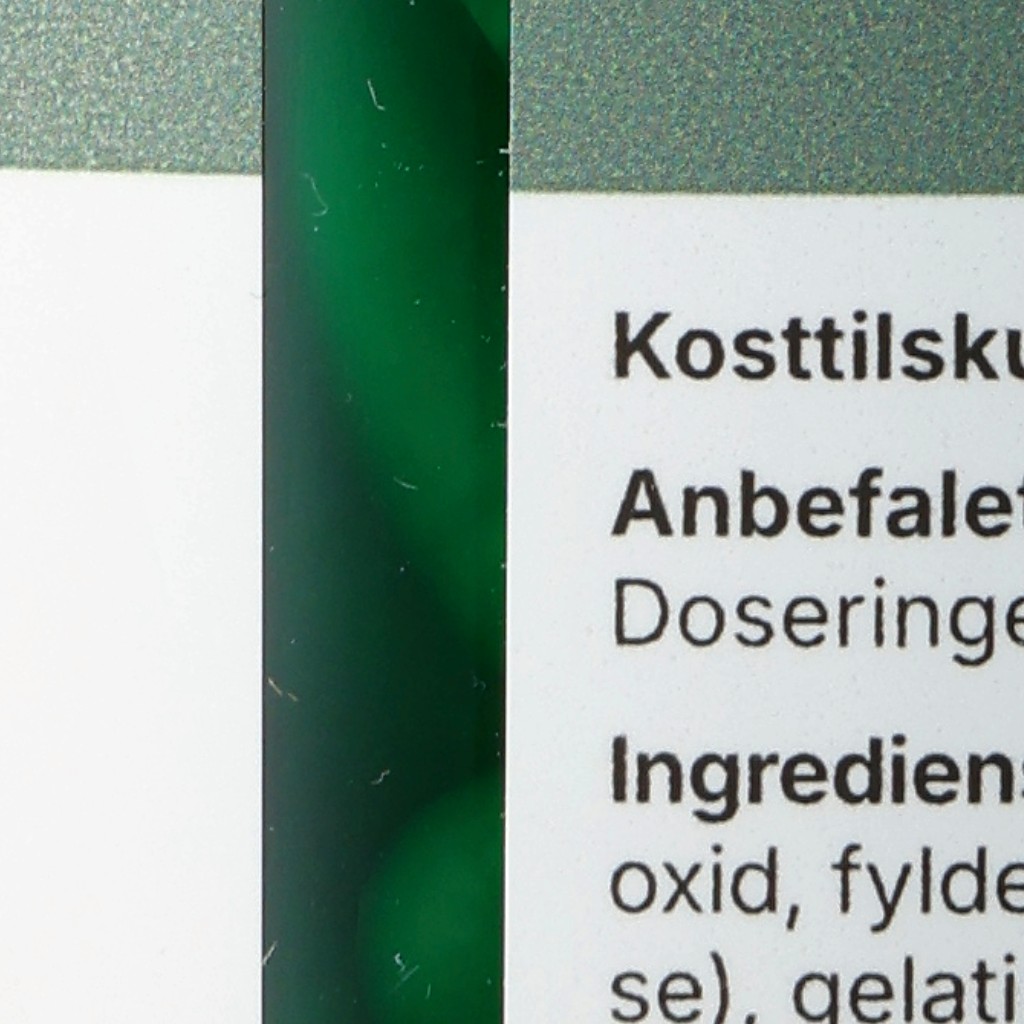 Kosttilsku
Anbefalet
Doseringe
Ingrediens
oxid, fylde
se), gelati